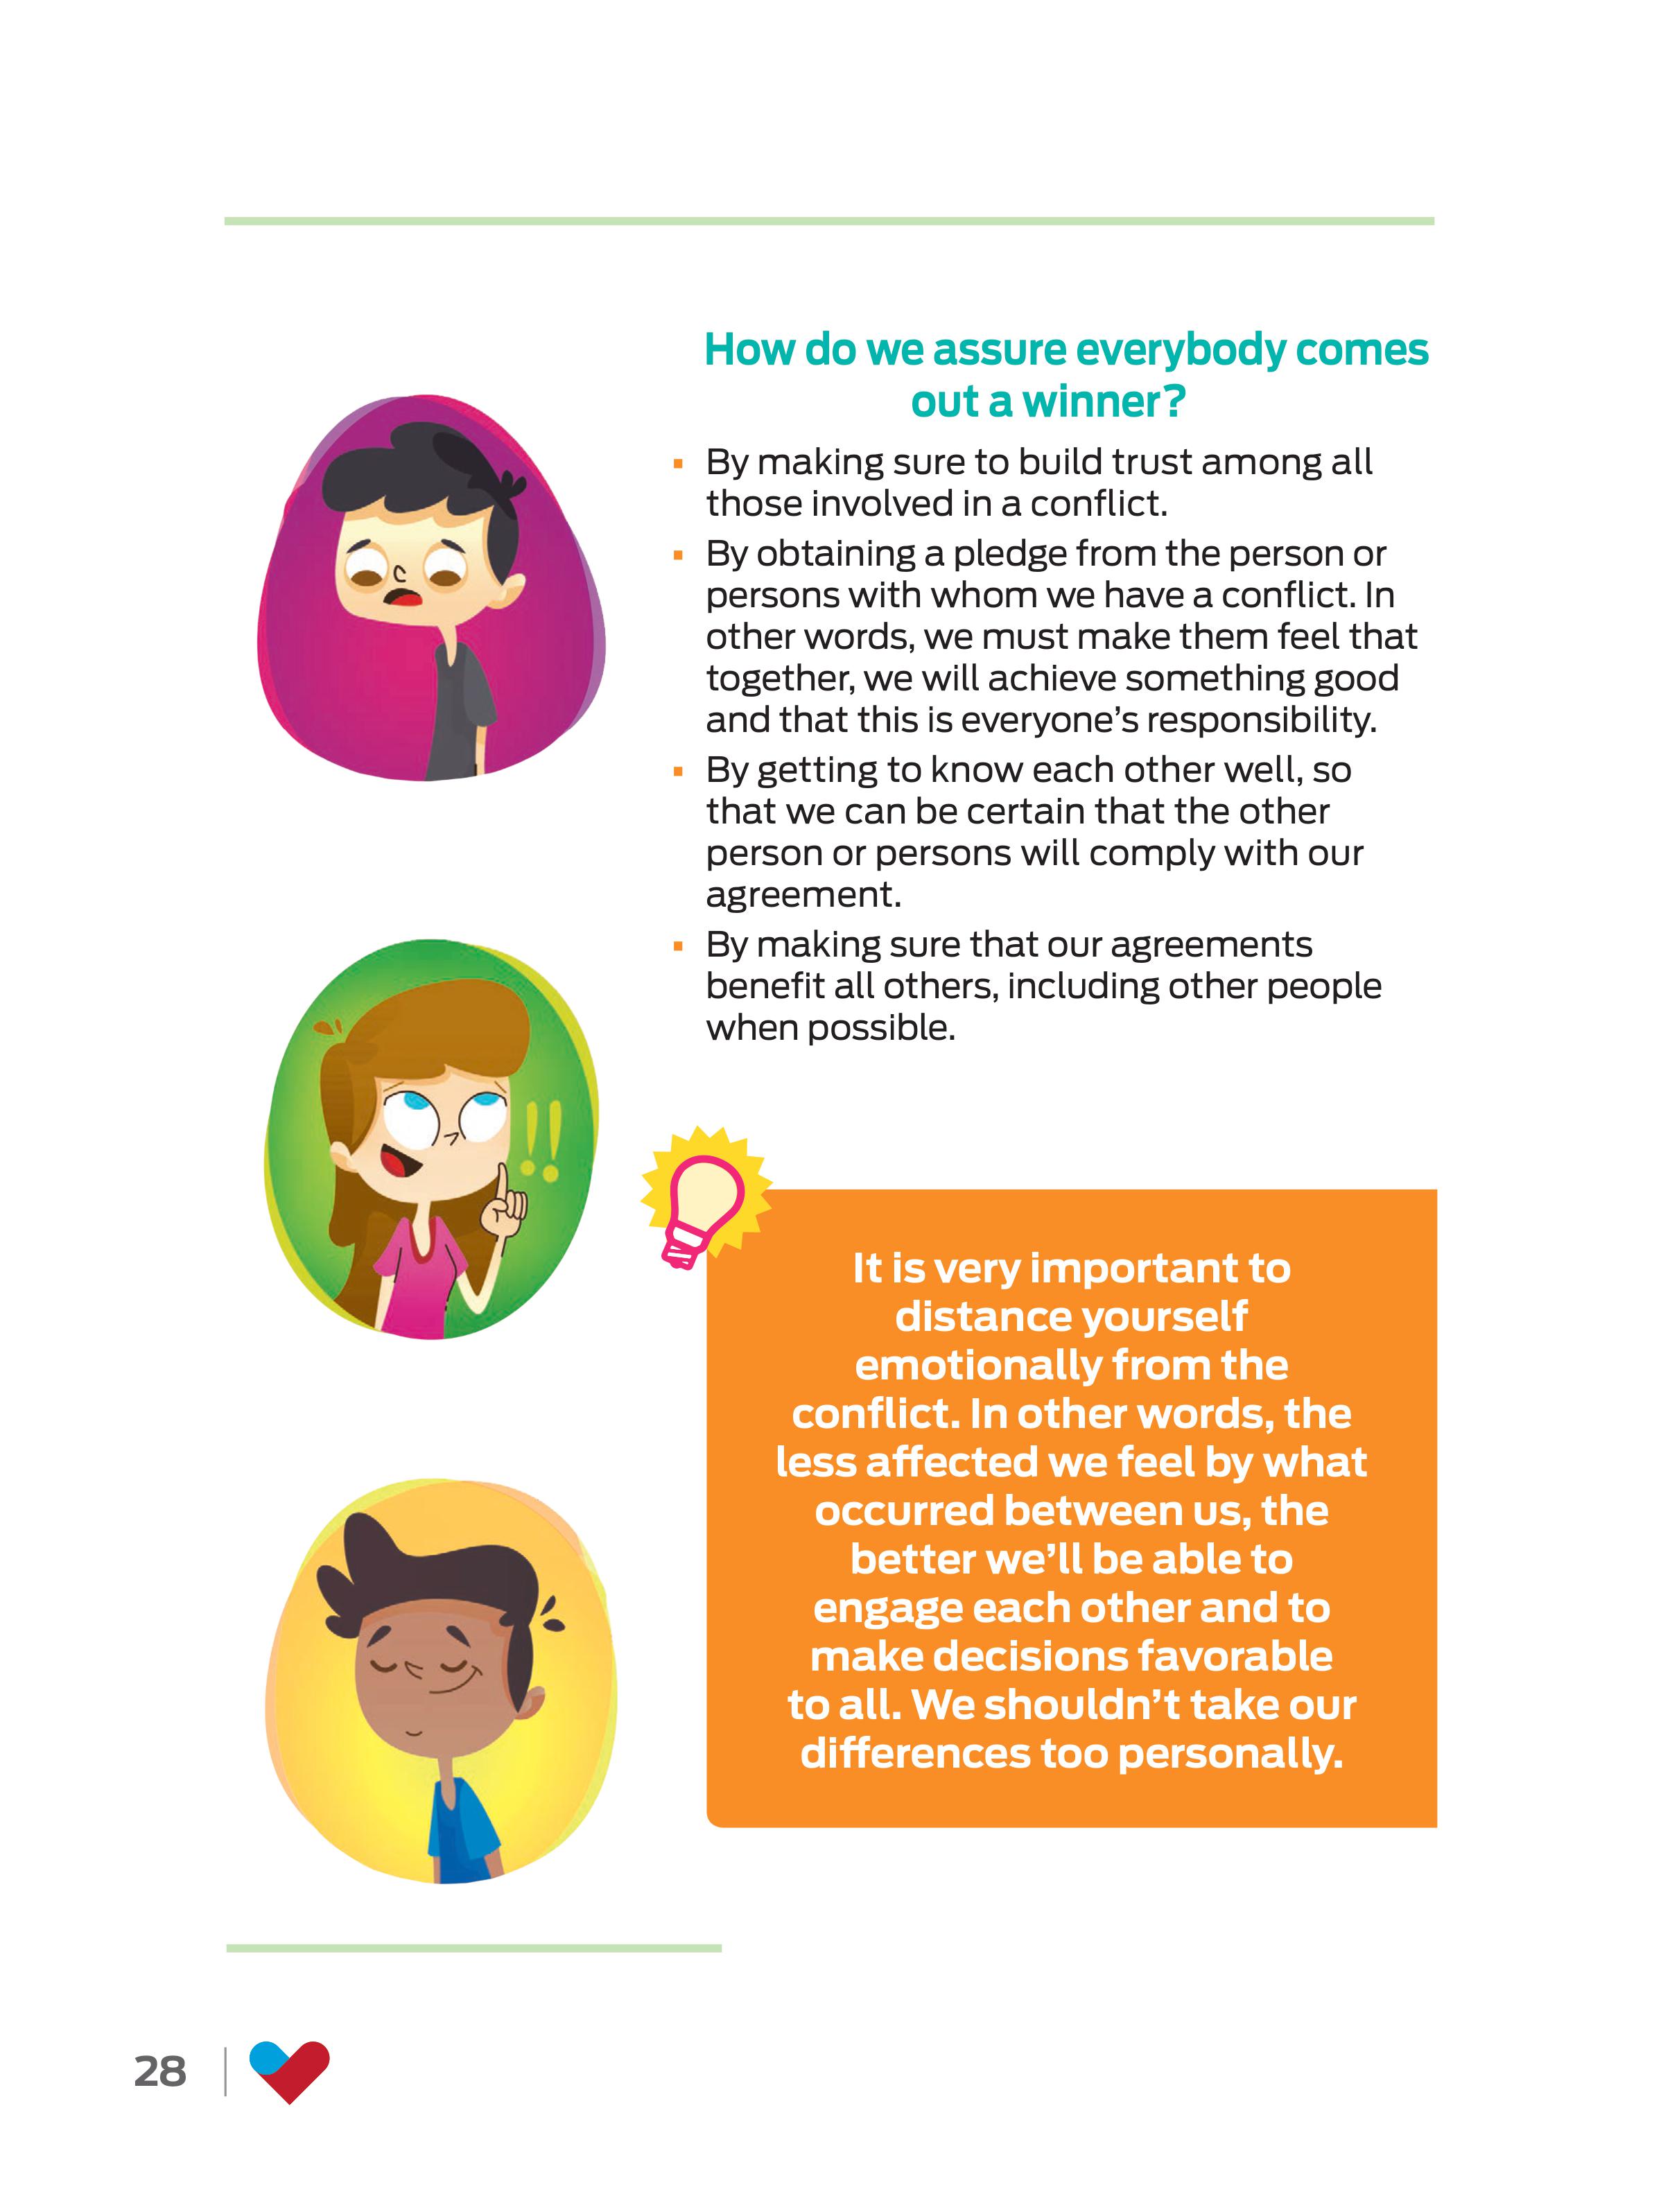 How do we assure everybody comes
out a winner?
▪ By making sure to build trust among all
those involved in a conflict.
▪ By obtaining a pledge from the person or
persons with whom we have a conflict. In
other words, we must make them feel that
together, we will achieve something good
and that this is everyone’s responsibility.
▪ By getting to know each other well, so
that we can be certain that the other
person or persons will comply with our
agreement.
▪ By making sure that our agreements
benefit all others, including other people
when possible.
!!
It is very important to
distance yourself
emotionally from the
conflict. In other words, the
less affected we feel by what
occurred between us, the
better we’ll be able to
engage each other and to
make decisions favorable
to all. We shouldn’t take our
differences too personally.
28